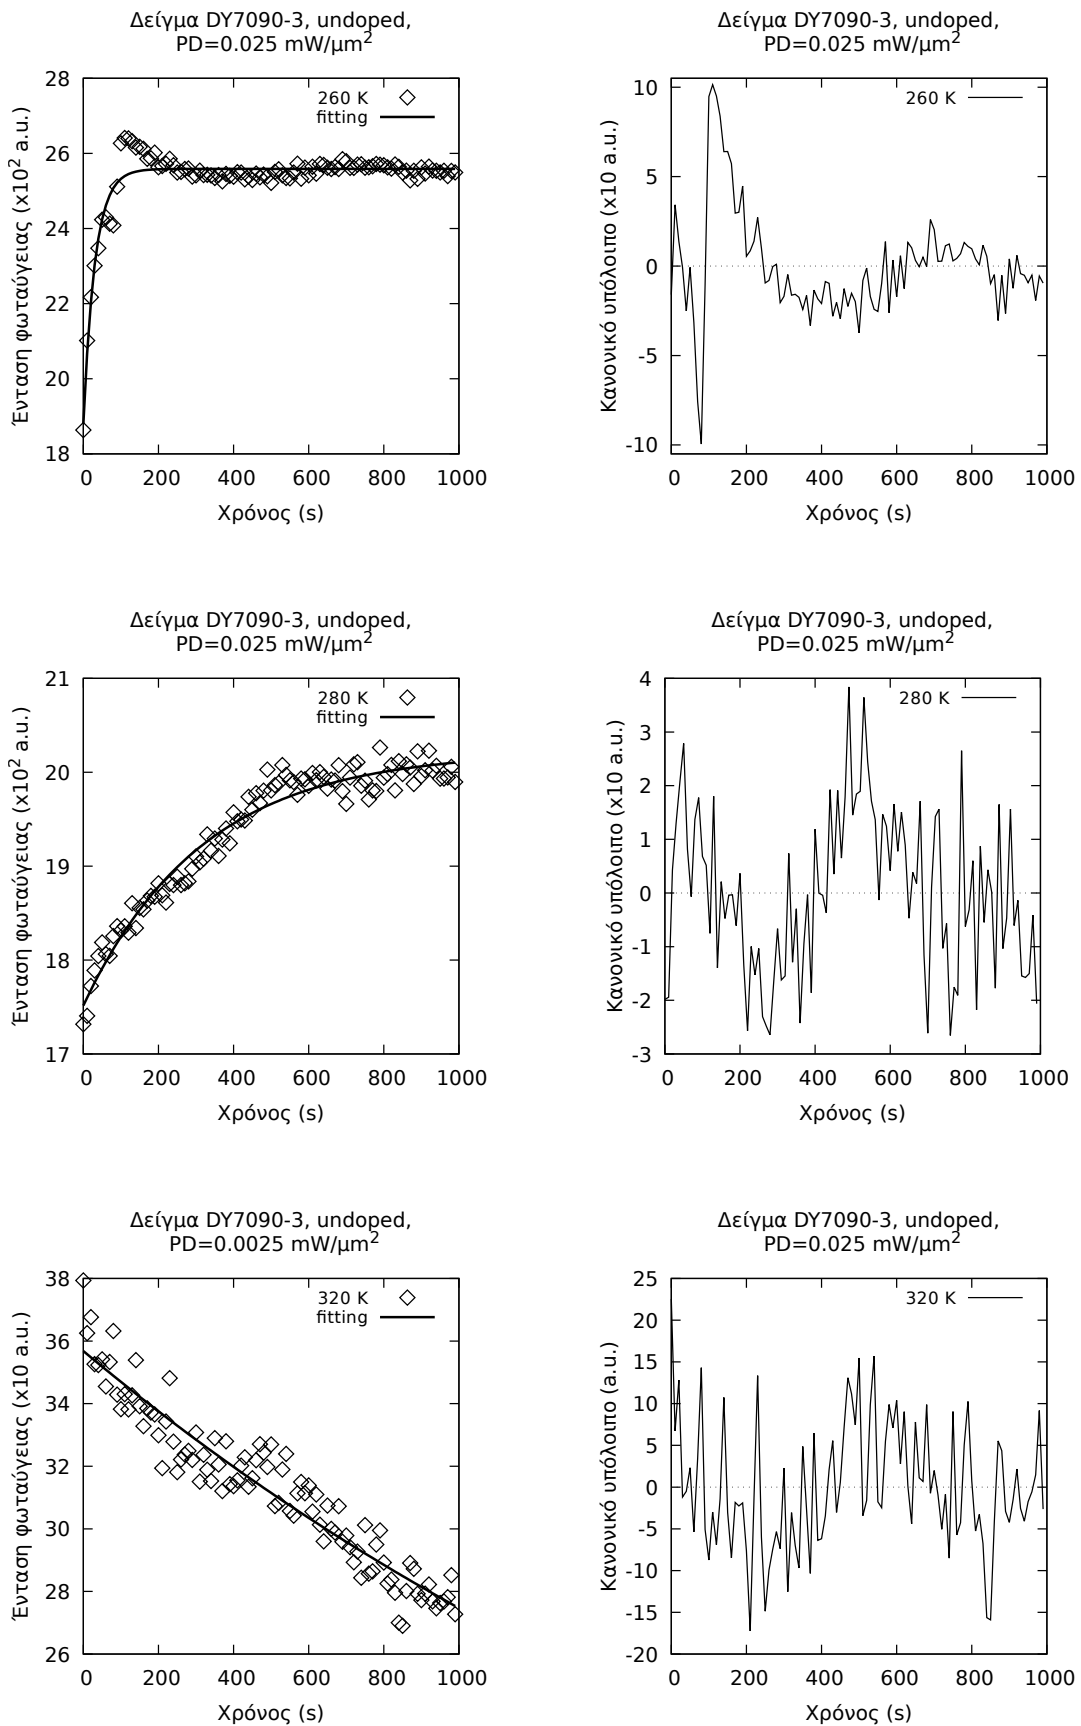 Δείγμα DY7090-3, undoped,
PD=0.025 mW/μm²
28
26
24
22
20
18
0 200 400 600 800 1000
Ένταση φωταύγειας (x10² a.u.)
Χρόνος (s)
260 K
fitting
Δείγμα DY7090-3, undoped,
PD=0.025 mW/μm²
10
5
0
-5
-10
0 200 400 600 800 1000
Κανονικό υπόλοιπο (x10 a.u.)
Χρόνος (s)
260 K
Δείγμα DY7090-3, undoped,
PD=0.025 mW/μm²
21
20
19
18
17
0 200 400 600 800 1000
Ένταση φωταύγειας (x10² a.u.)
Χρόνος (s)
280 K
fitting
Δείγμα DY7090-3, undoped,
PD=0.025 mW/μm²
4
3
2
1
0
-1
-2
-3
0 200 400 600 800 1000
Κανονικό υπόλοιπο (x10 a.u.)
Χρόνος (s)
280 K
Δείγμα DY7090-3, undoped,
PD=0.0025 mW/μm²
38
36
34
32
30
28
26
0 200 400 600 800 1000
Ένταση φωταύγειας (x10 a.u.)
Χρόνος (s)
320 K
fitting
Δείγμα DY7090-3, undoped,
PD=0.025 mW/μm²
25
20
15
10
5
0
-5
-10
-15
-20
0 200 400 600 800 1000
Κανονικό υπόλοιπο (a.u.)
Χρόνος (s)
320 K